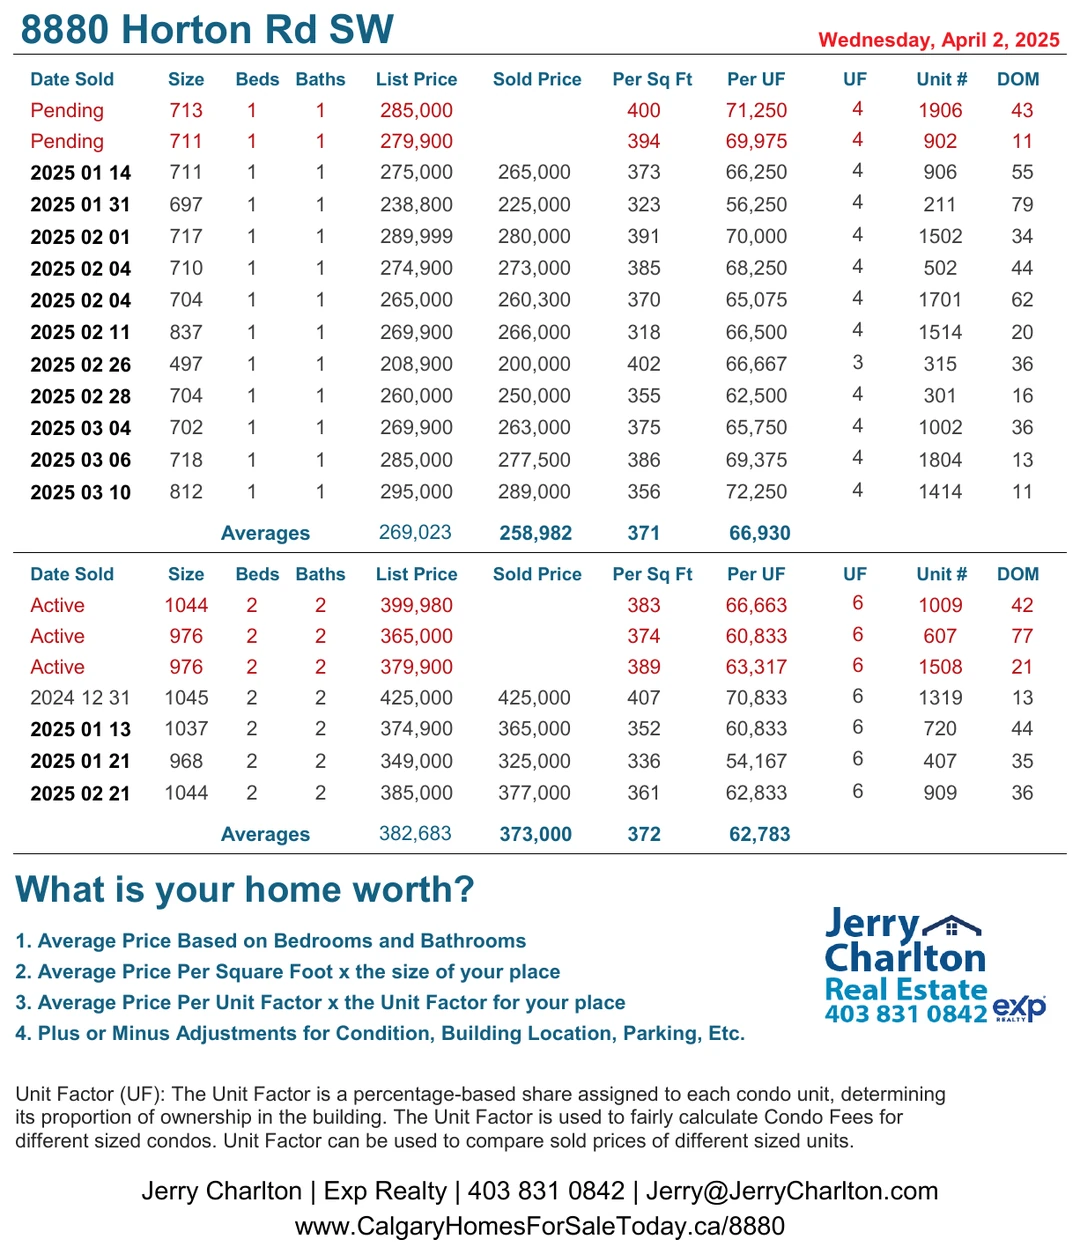 8880 Horton Rd SW
Wednesday, April 2, 2025
Date Sold Size Beds Baths List Price Sold Price Per Sq Ft Per UF UF Unit # DOM
Pending 713 1 1 285,000 400 71,250 4 1906 43
Pending 711 1 1 279,900 394 69,975 4 902 11
2025 01 14 711 1 1 275,000 265,000 373 66,250 4 906 55
2025 01 31 697 1 1 238,800 225,000 323 56,250 4 211 79
2025 02 01 717 1 1 289,999 280,000 391 70,000 4 1502 34
2025 02 04 710 1 1 274,900 273,000 385 68,250 4 502 44
2025 02 04 704 1 1 265,000 260,300 370 65,075 4 1701 62
2025 02 11 837 1 1 269,900 266,000 318 66,500 4 1514 20
2025 02 26 497 1 1 208,900 200,000 402 66,667 3 315 36
2025 02 28 704 1 1 260,000 250,000 355 62,500 4 301 16
2025 03 04 702 1 1 269,900 263,000 375 65,750 4 1002 36
2025 03 06 718 1 1 285,000 277,500 386 69,375 4 1804 13
2025 03 10 812 1 1 295,000 289,000 356 72,250 4 1414 11
Averages 269,023 258,982 371 66,930
Date Sold Size Beds Baths List Price Sold Price Per Sq Ft Per UF UF Unit # DOM
Active 1044 2 2 399,980 383 66,663 6 1009 42
Active 976 2 2 365,000 374 60,833 6 607 77
Active 976 2 2 379,900 389 63,317 6 1508 21
2024 12 31 1045 2 2 425,000 425,000 407 70,833 6 1319 13
2025 01 13 1037 2 2 374,900 365,000 352 60,833 6 720 44
2025 01 21 968 2 2 349,000 325,000 336 54,167 6 407 35
2025 02 21 1044 2 2 385,000 377,000 361 62,833 6 909 36
Averages 382,683 373,000 372 62,783
What is your home worth?
1. Average Price Based on Bedrooms and Bathrooms
2. Average Price Per Square Foot x the size of your place
3. Average Price Per Unit Factor x the Unit Factor for your place
4. Plus or Minus Adjustments for Condition, Building Location, Parking, Etc.
Jerry
Charlton
Real Estate
403 831 0842
exp
REALTY
Unit Factor (UF): The Unit Factor is a percentage-based share assigned to each condo unit, determining
its proportion of ownership in the building. The Unit Factor is used to fairly calculate Condo Fees for
different sized condos. Unit Factor can be used to compare sold prices of different sized units.
Jerry Charlton | Exp Realty | 403 831 0842 | Jerry@JerryCharlton.com
www.CalgaryHomesForSaleToday.ca/8880